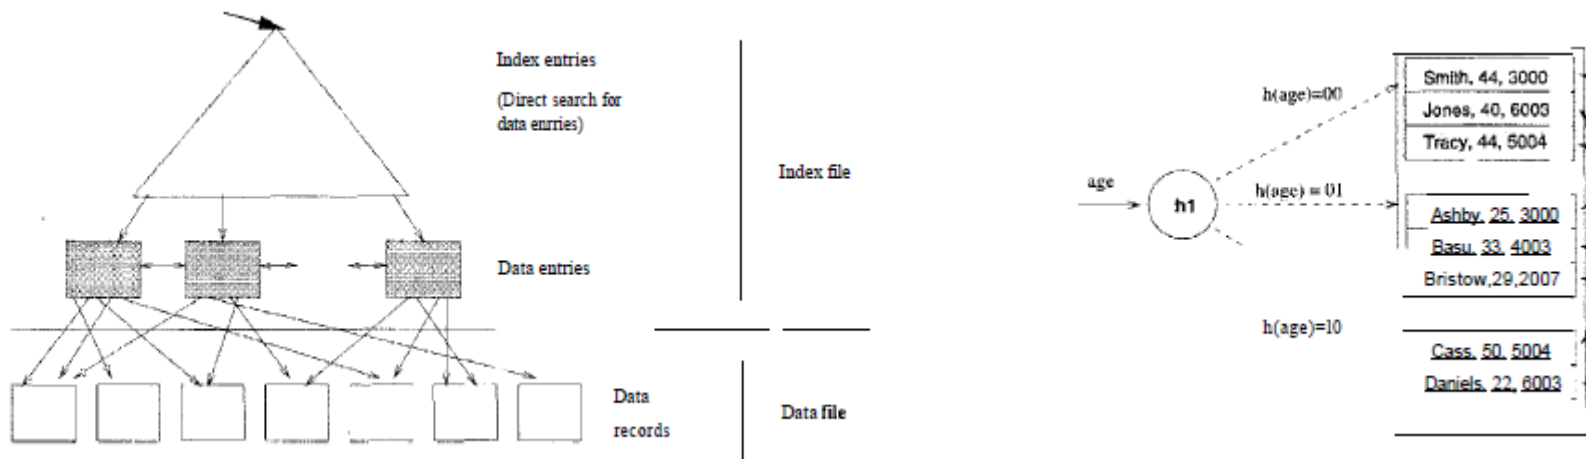 Index entries
(Direct search for
data enrries)
Index file
Data entries
Data
records
Data file
h(age)=00
age
h1
h(age) = 01
h(age)=10
Smith, 44, 3000
Jones, 40, 6003
Tracy, 44, 5004
Ashby, 25, 3000
Basu, 33, 4003
Bristow,29,2007
Cass, 50, 5004
Daniels, 22, 6003